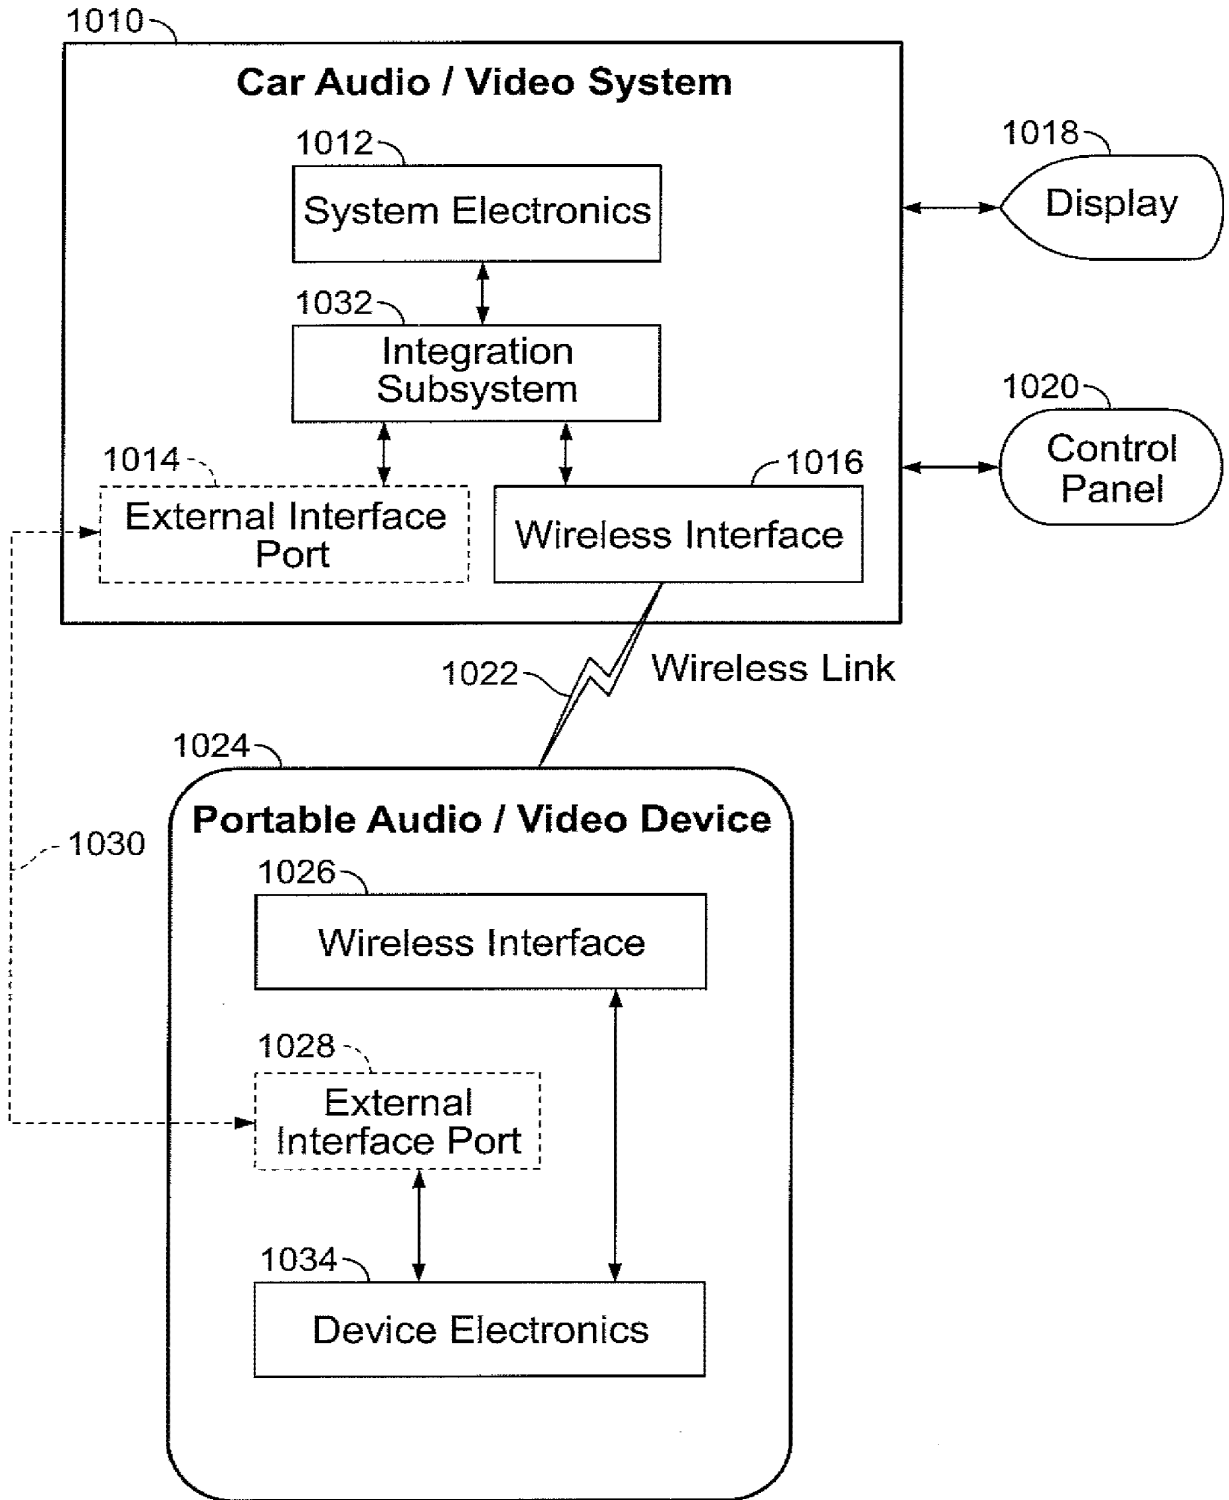 1010
Car Audio / Video System
1012
System Electronics
1018
Display
1032
Integration
Subsystem
1020
Control
Panel
1014
External Interface
Port
1016
Wireless Interface
1022
Wireless Link
1024
Portable Audio / Video Device
1030
1026
Wireless Interface
1028
External
Interface Port
1034
Device Electronics